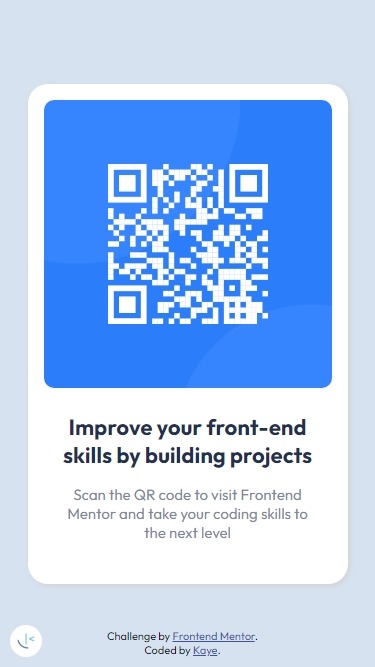 Improve your front-end
skills by building projects
Scan the QR code to visit Frontend
Mentor and take your coding skills to
the next level
Challenge by Frontend Mentor.
Coded by Kaye.